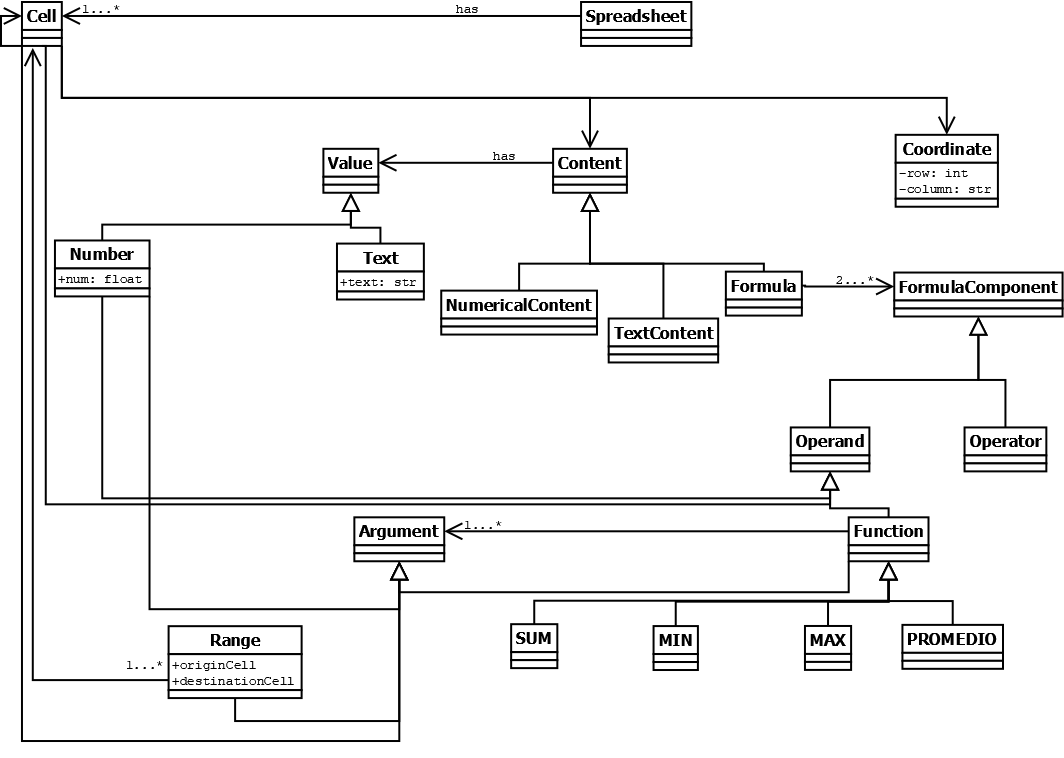 Cell
1...*
has
Spreadsheet
Value
has
Content
Coordinate
-row: int
-column: str
Number
+num: float
Text
+text: str
NumericalContent
TextContent
Formula
2...*
FormulaComponent
Operand
Operator
Argument
1...*
Function
Range
+originCell
+destinationCell
1...*
SUM
MIN
MAX
PROMEDIO